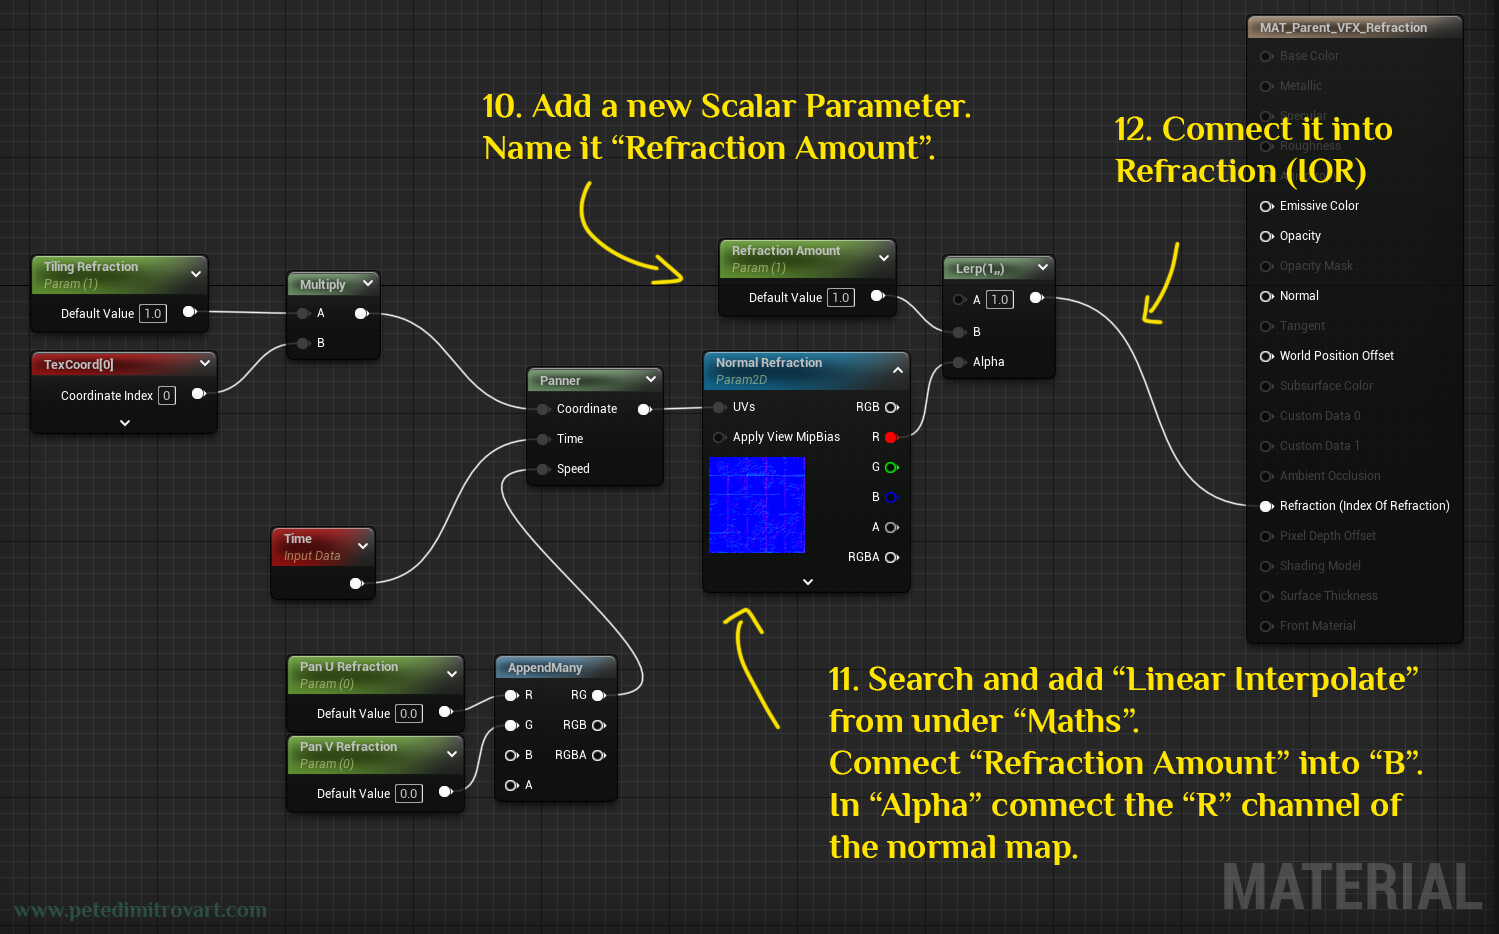 MAT_Parent_VFX_Refraction
Base Color
Metallic
Specular
Roughness
10. Add a new Scalar Parameter.
Name it “Refraction Amount”.
12. Connect it into
Refraction (IOR)
Emissive Color
Opacity
Opacity Mask
Normal
Tangent
World Position Offset
Subsurface Color
Custom Data 0
Custom Data 1
Ambient Occlusion
Refraction (Index Of Refraction)
Pixel Depth Offset
Shading Model
Surface Thickness
Front Material
Tiling Refraction
Param (1)
Default Value 1.0
TexCoord[0]
Coordinate Index 0
Multiply
A
B
Refraction Amount
Param (1)
Default Value 1.0
Lerp(1,,)
A 1.0
B
Alpha
Panner
Coordinate
Time
Speed
Normal Refraction
Param2D
UVs RGB
Apply View MipBias R
G
B
A
RGBA
Time
Input Data
Pan U Refraction
Param (0)
Default Value 0.0
Pan V Refraction
Param (0)
Default Value 0.0
AppendMany
R RG
G RGB
B RGBA
A
11. Search and add “Linear Interpolate”
from under “Maths”.
Connect “Refraction Amount” into “B”.
In “Alpha” connect the “R” channel of
the normal map.
MATERIAL
www.petedimitrovart.com